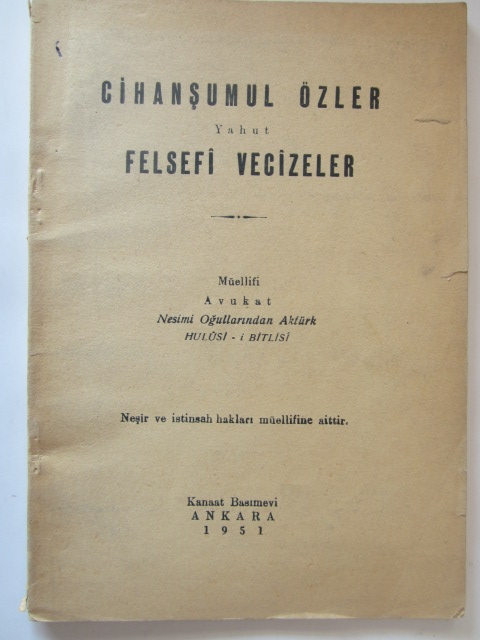 CİHANŞUMUL ÖZLER
Yahut
FELSEFÎ VECİZELER
Müellifi
Avukat
Nesimi Oğullarından Aktürk
HULÛSİ - i BİTLİSİ
Neşir ve istinsah hakları müellifine aittir.
Kanaat Basımevi
ANKARA
1951